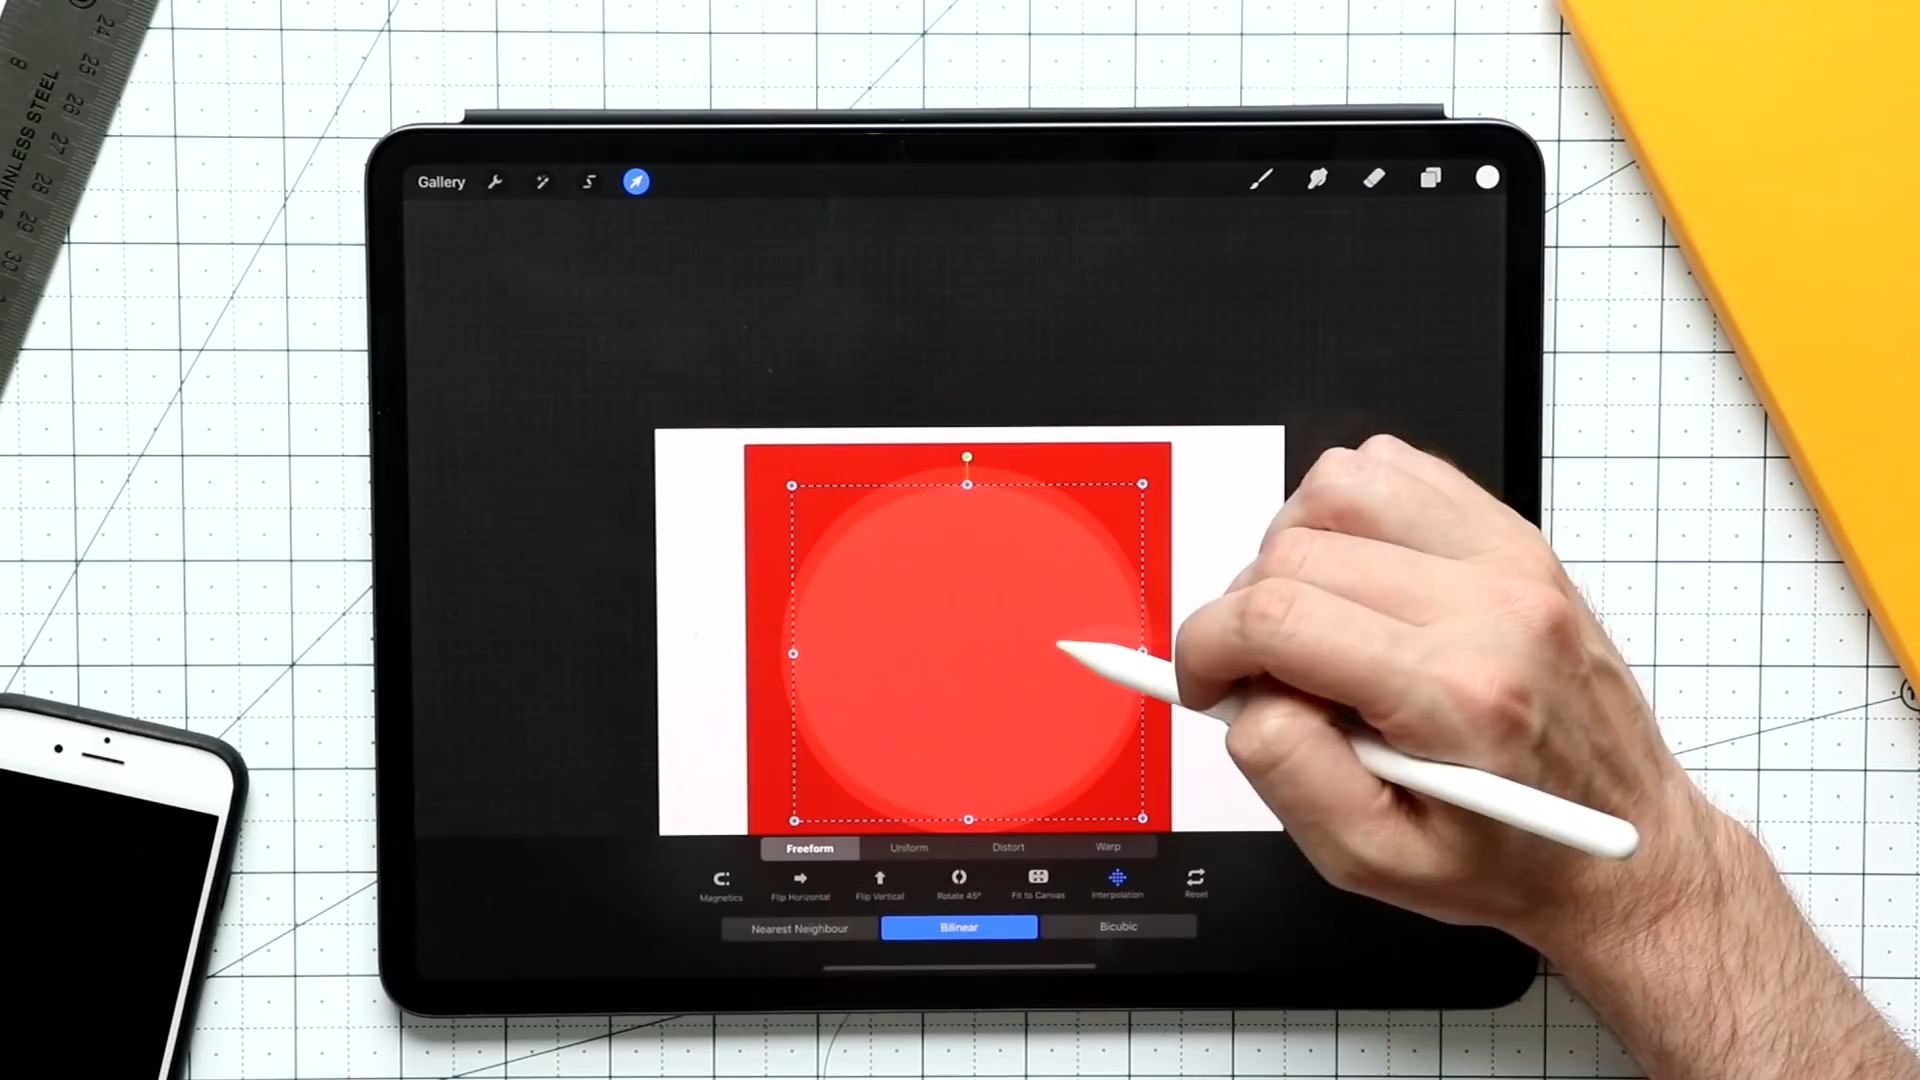 24
25
8
26
27
28
29
30
STAINLESS STEEL
Gallery
Freeform
Uniform
Distort
Warp
Magnetics
Flip Horizontal
Flip Vertical
Rotate 45°
Fit to Canvas
Interpolation
Reset
Nearest Neighbour
Bilinear
Bicubic